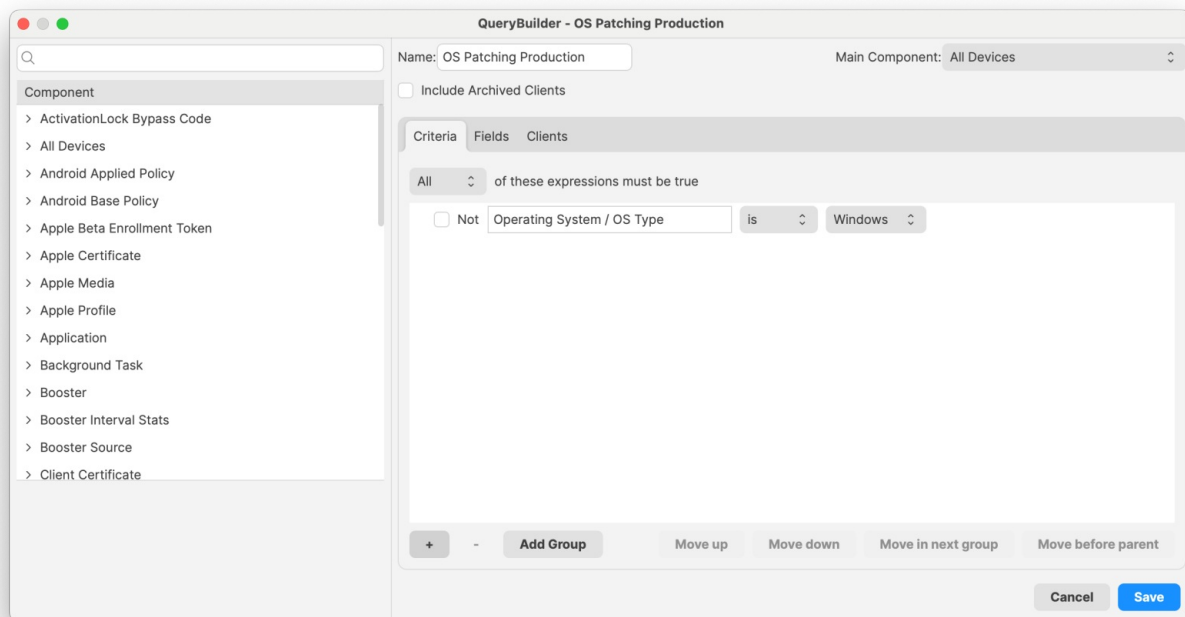 QueryBuilder - OS Patching Production
Name: OS Patching Production
Main Component: All Devices
Include Archived Clients
Component
ActivationLock Bypass Code
All Devices
Android Applied Policy
Android Base Policy
Apple Beta Enrollment Token
Apple Certificate
Apple Media
Apple Profile
Application
Background Task
Booster
Booster Interval Stats
Booster Source
Client Certificate
Criteria Fields Clients
All of these expressions must be true
Not Operating System / OS Type is Windows
+ - Add Group Move up Move down Move in next group Move before parent
Cancel Save